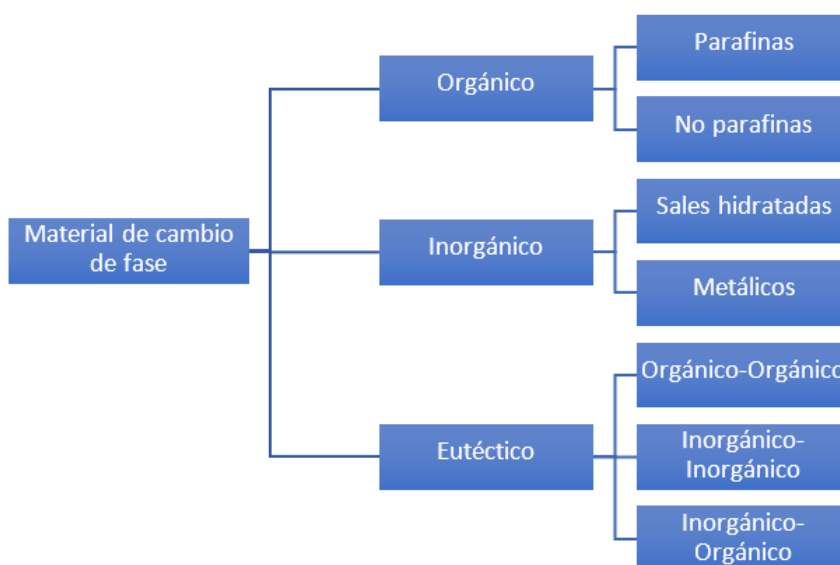 Material de cambio
de fase
Orgánico
Parafinas
No parafinas
Inorgánico
Sales hidratadas
Metálicos
Eutéctico
Orgánico-Orgánico
Inorgánico-
Inorgánico
Inorgánico-
Orgánico